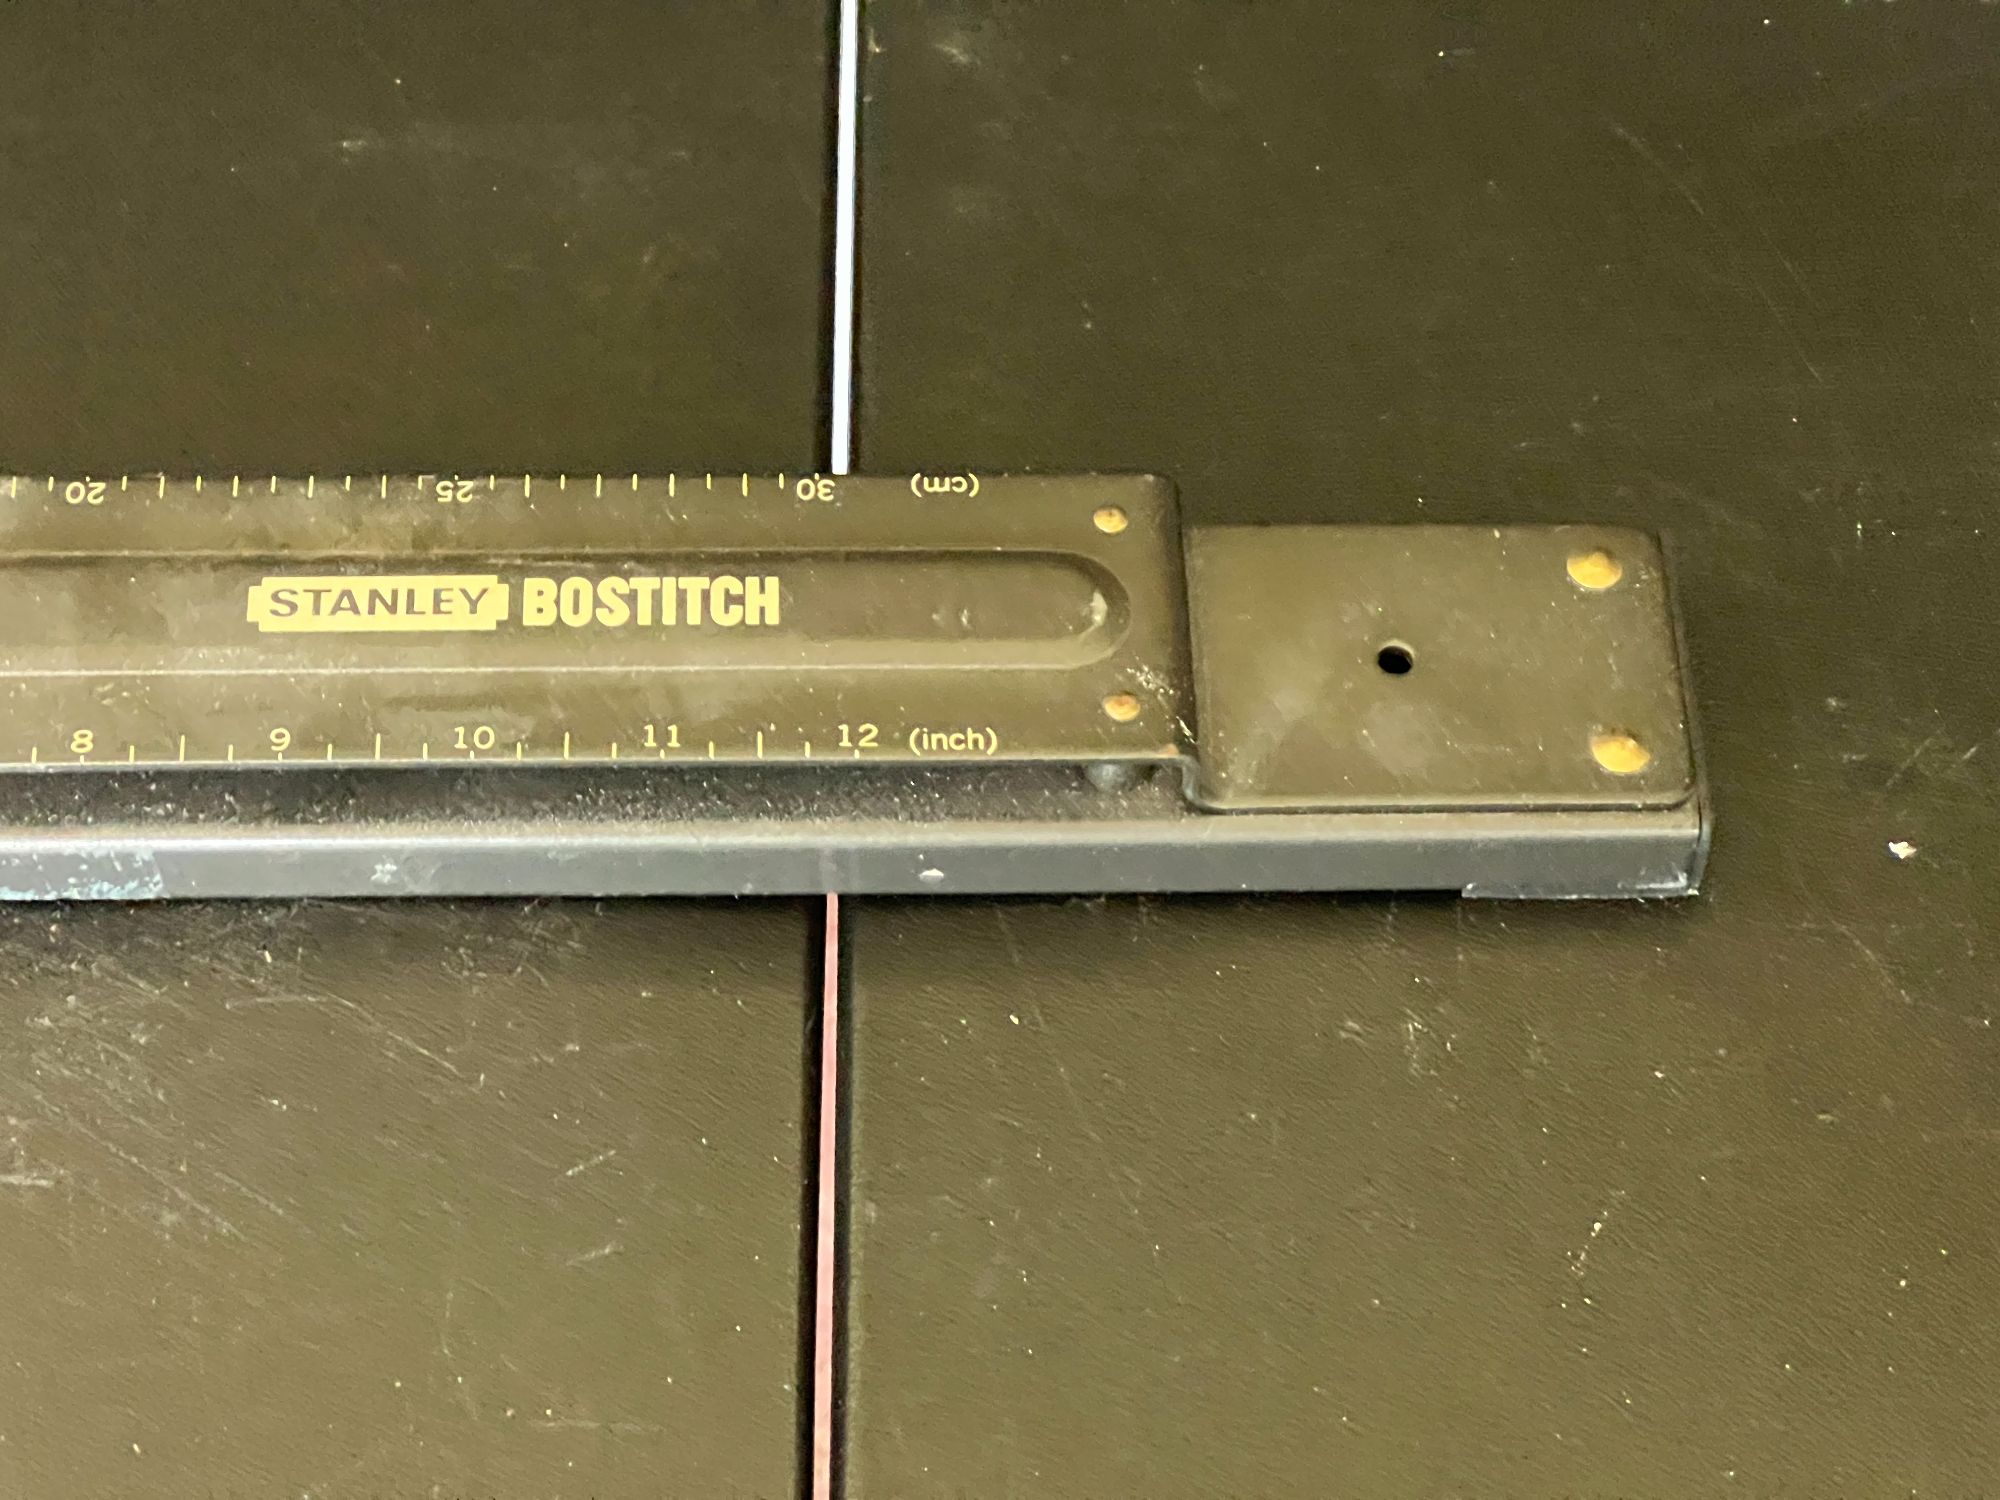 20 25 30 (cm)
STANLEY BOSTITCH
8 9 10 11 12 (inch)